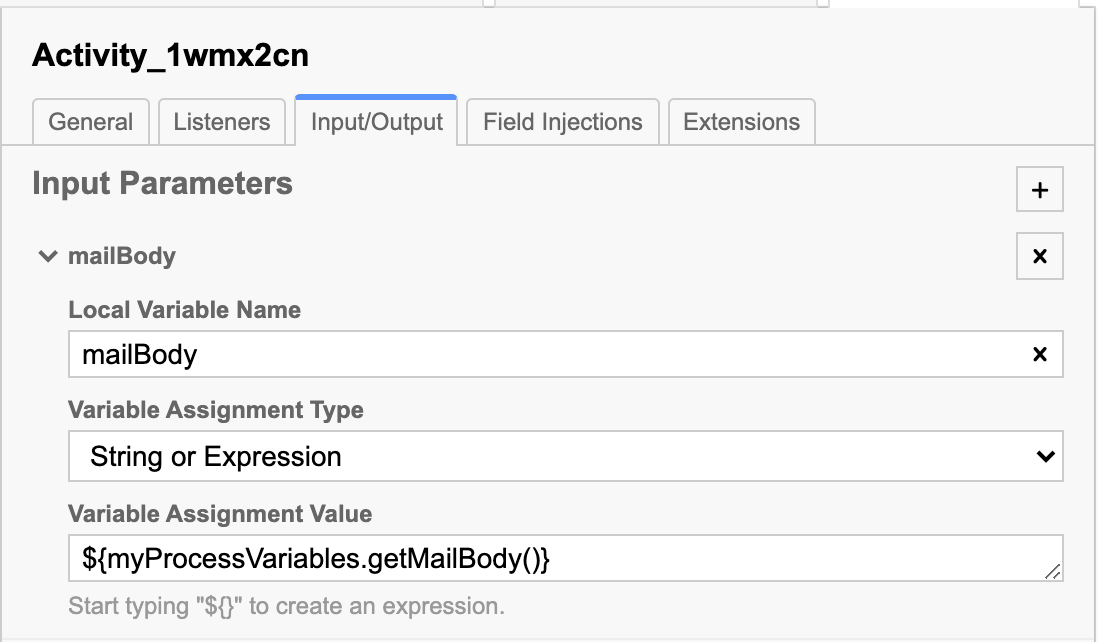 Activity_1wmx2cn
General Listeners Input/Output Field Injections Extensions
Input Parameters
+
mailBody
x
Local Variable Name
mailBody
x
Variable Assignment Type
String or Expression
Variable Assignment Value
${myProcessVariables.getMailBody()}
Start typing "${}" to create an expression.